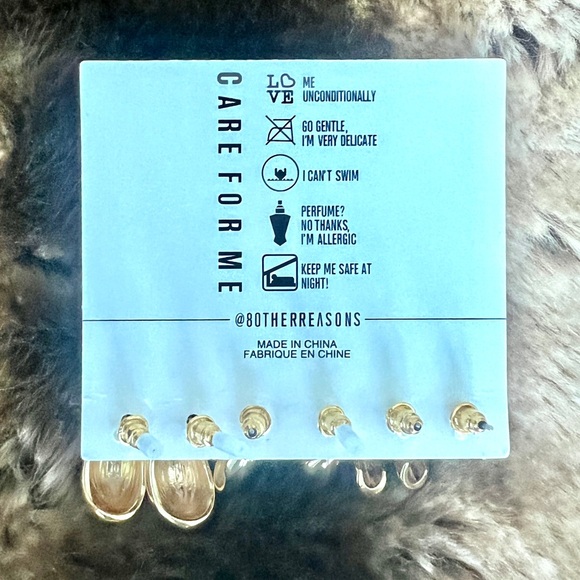 CARE FOR ME
LOVE ME
UNCONDITIONALLY
GO GENTLE,
I'M VERY DELICATE
I CAN'T SWIM
PERFUME?
NO THANKS,
I'M ALLERGIC
KEEP ME SAFE AT
NIGHT!
@8OTHERREASONS
MADE IN CHINA
FABRIQUE EN CHINE